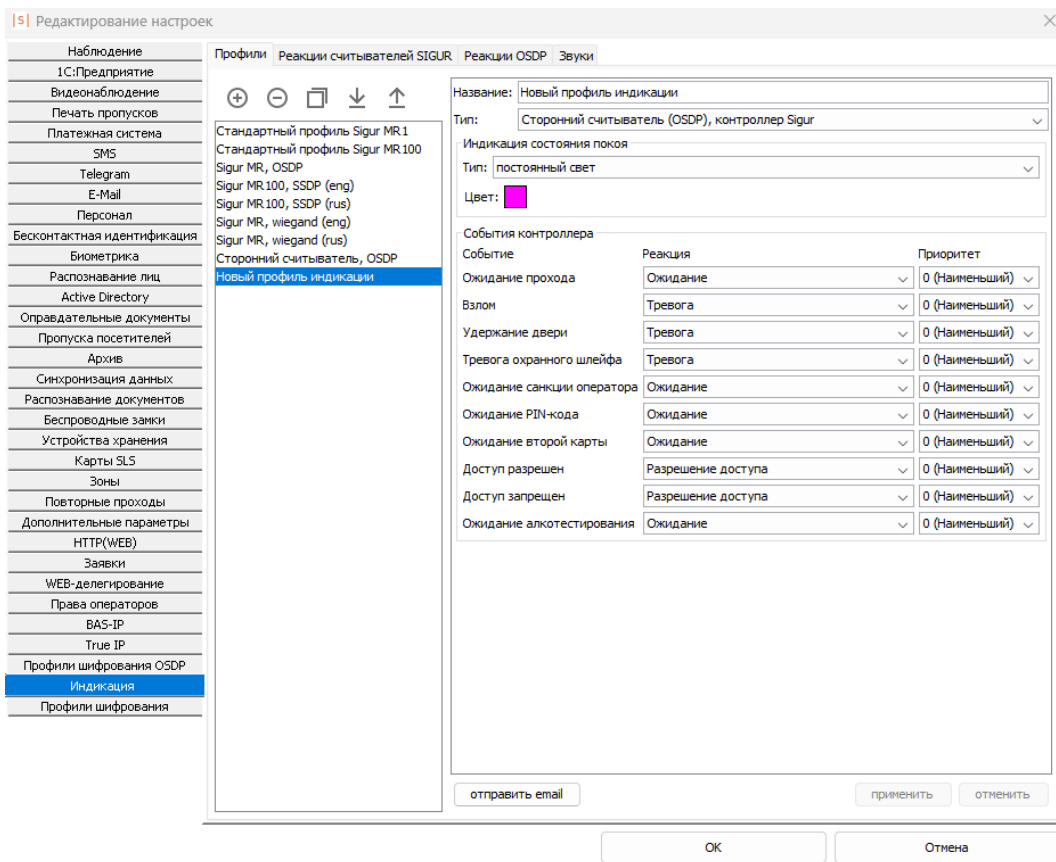 |S| Редактирование настроек
Наблюдение
1С:Предприятие
Видеонаблюдение
Печать пропусков
Платежная система
SMS
Telegram
E-Mail
Персонал
Бесконтактная идентификация
Биометрика
Распознавание лиц
Active Directory
Оправдательные документы
Пропуска посетителей
Архив
Синхронизация данных
Распознавание документов
Беспроводные замки
Устройства хранения
Карты SLS
Зоны
Повторные проходы
Дополнительные параметры
HTTP(WEB)
Заявки
WEB-делегирование
Права операторов
BAS-IP
True IP
Профили шифрования OSDP
Индикация
Профили шифрования
Профили Реакции считывателей SIGUR Реакции OSDP Звуки
Стандартный профиль Sigur MR1
Стандартный профиль Sigur MR100
Sigur MR, OSDP
Sigur MR100, SSDP (eng)
Sigur MR100, SSDP (rus)
Sigur MR, wiegand (eng)
Sigur MR, wiegand (rus)
Сторонний считыватель, OSDP
Новый профиль индикации
Название: Новый профиль индикации
Тип: Сторонний считыватель (OSDP), контроллер Sigur
Индикация состояния покоя
Тип: постоянный свет
Цвет:
События контроллера
Событие Реакция Приоритет
Ожидание прохода Ожидание 0 (Наименьший)
Взлом Тревога 0 (Наименьший)
Удержание двери Тревога 0 (Наименьший)
Тревога охранного шлейфа Тревога 0 (Наименьший)
Ожидание санкции оператора Ожидание 0 (Наименьший)
Ожидание PIN-кода Ожидание 0 (Наименьший)
Ожидание второй карты Ожидание 0 (Наименьший)
Доступ разрешен Разрешение доступа 0 (Наименьший)
Доступ запрещен Разрешение доступа 0 (Наименьший)
Ожидание алкотестирования Ожидание 0 (Наименьший)
отправить email применить отменить
OK Отмена